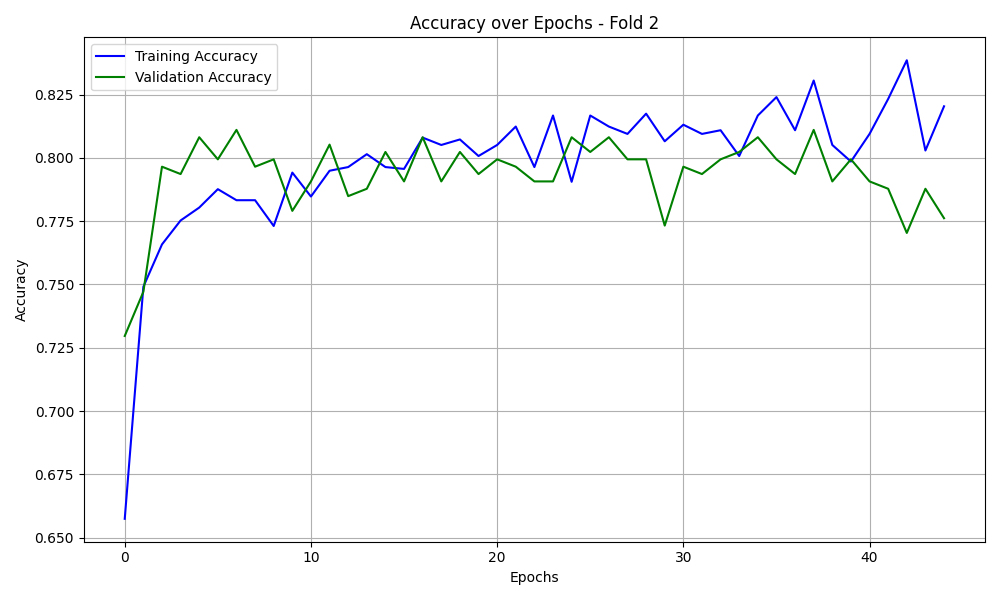 Accuracy over Epochs - Fold 2
Training Accuracy
Validation Accuracy
Accuracy
0.825
0.800
0.775
0.750
0.725
0.700
0.675
0.650
0 10 20 30 40
Epochs